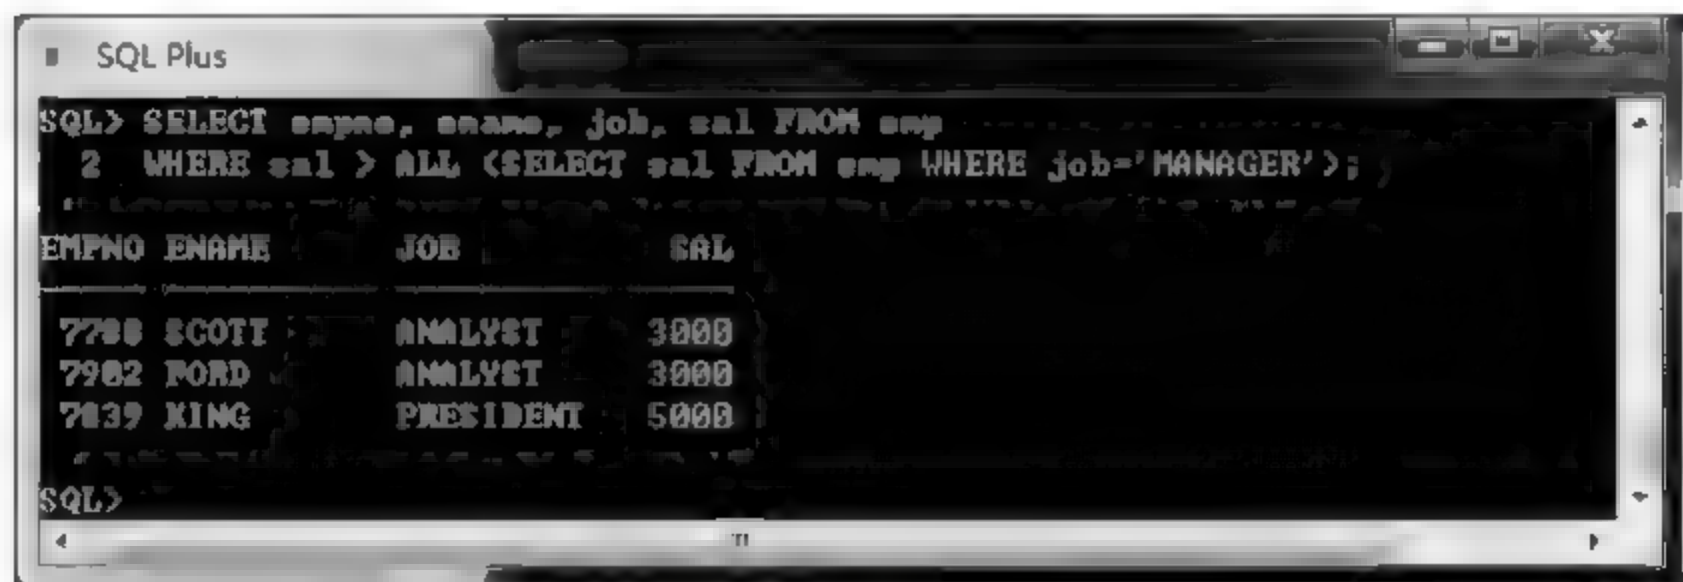 SQL Plus
SQL> SELECT empno, ename, job, sal FROM emp
2 WHERE sal > ALL (SELECT sal FROM emp WHERE job='MANAGER');
EMPNO ENAME JOB SAL
7788 SCOTT ANALYST 3000
7902 FORD ANALYST 3000
7839 KING PRESIDENT 5000
SQL>